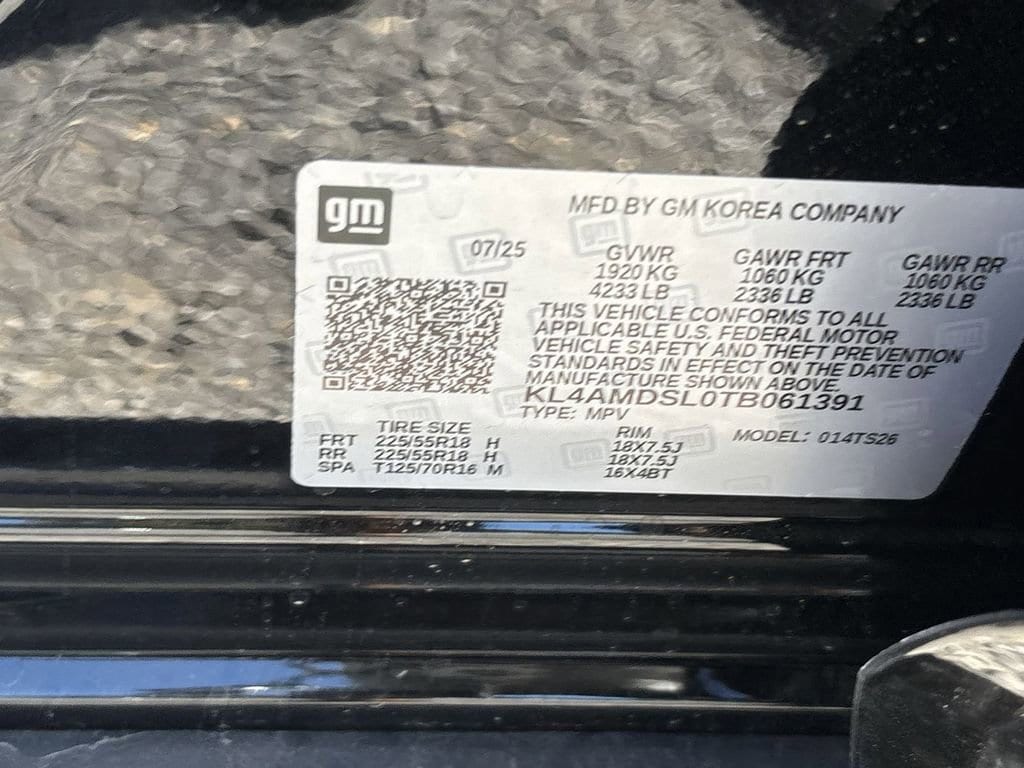 gm
MFD BY GM KOREA COMPANY
07/25
GVWR GAWR FRT GAWR RR
1920 KG 1060 KG 1060 KG
4233 LB 2336 LB 2336 LB
THIS VEHICLE CONFORMS TO ALL
APPLICABLE U.S. FEDERAL MOTOR
VEHICLE SAFETY AND THEFT PREVENTION
STANDARDS IN EFFECT ON THE DATE OF
MANUFACTURE SHOWN ABOVE.
KL4AMDSL0TB061391
TYPE: MPV MODEL: 014TS26
TIRE SIZE RIM
FRT 225/55R18 H 18X7.5J
RR 225/55R18 H 18X7.5J
SPA T125/70R16 M 16X4BT